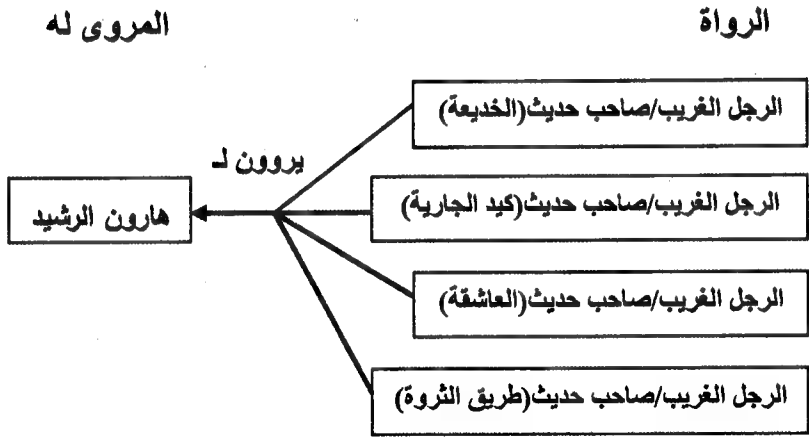 الرواة
المروى له
الرجل الغريب/صاحب حديث(الخديعة)
يروون لـ
الرجل الغريب/صاحب حديث(كيد الجارية)
هارون الرشيد
الرجل الغريب/صاحب حديث(العاشقة)
الرجل الغريب/صاحب حديث(طريق الثروة)